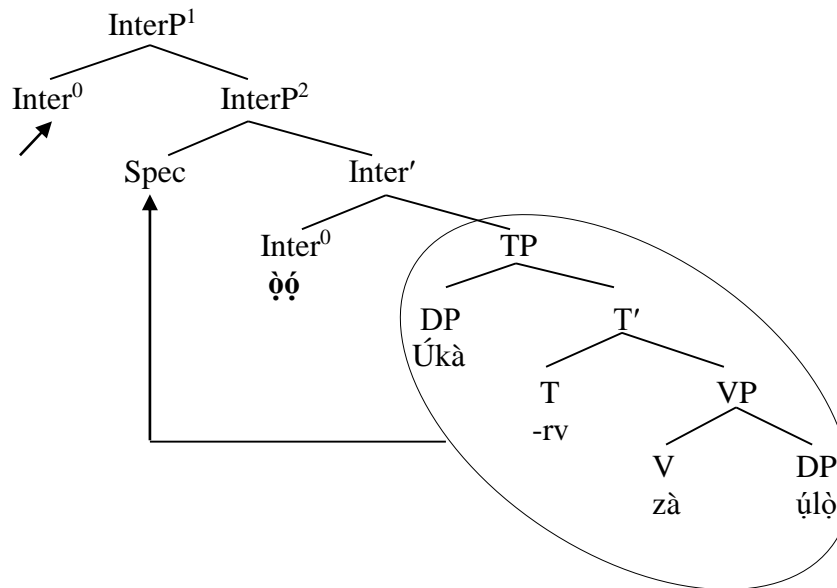 InterP¹
Inter⁰ InterP²
Spec Inter′
Inter⁰ TP
ọ̀ọ́
DP T′
Úkà
T VP
-rv
V DP
zà ụ́lọ̀